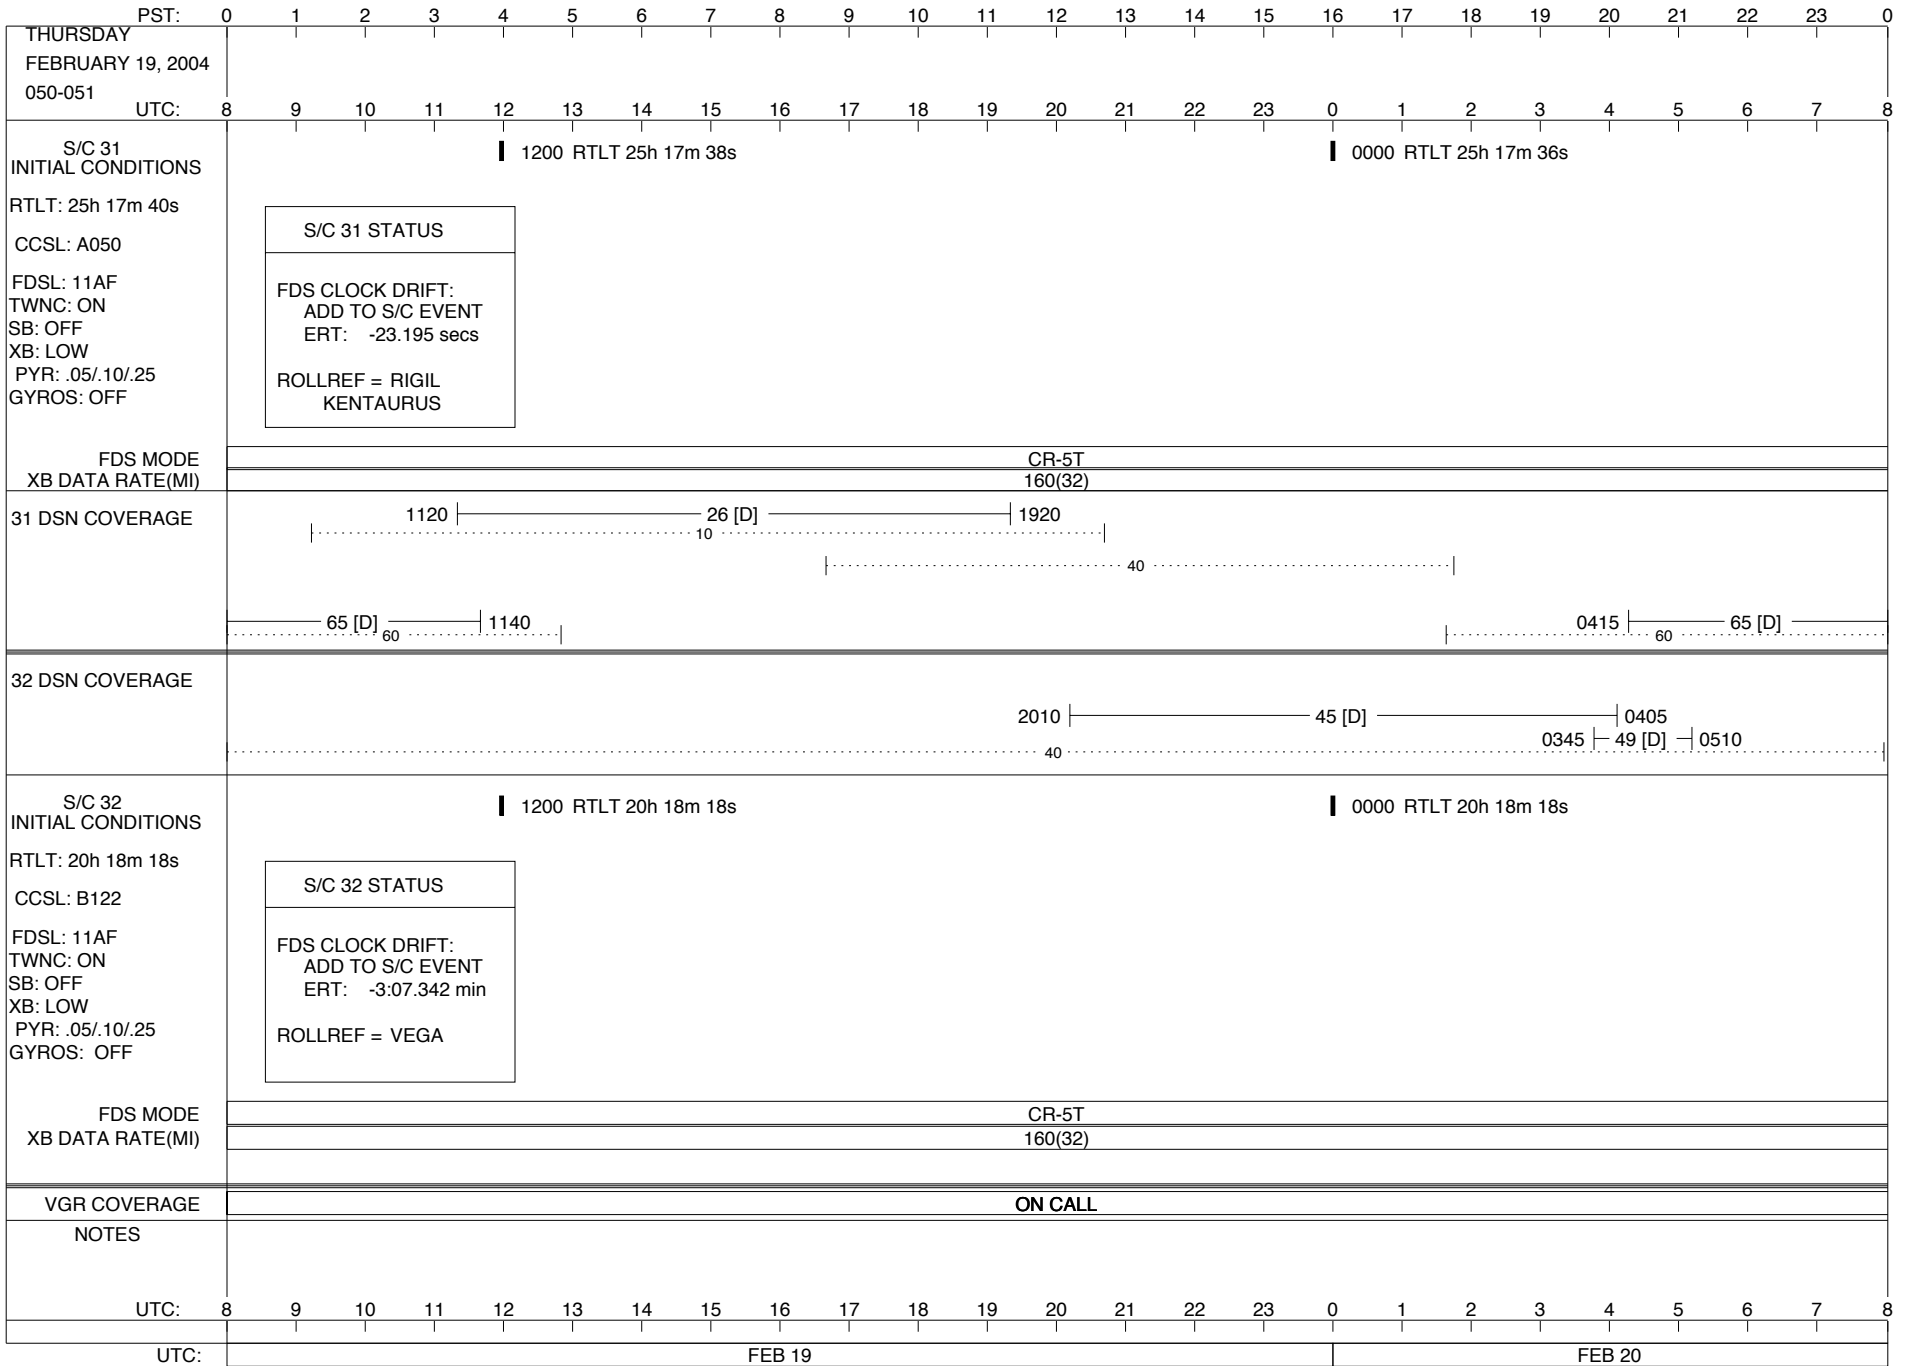 PST: 0 1 2 3 4 5 6 7 8 9 10 11 12 13 14 15 16 17 18 19 20 21 22 23 0
THURSDAY
FEBRUARY 19, 2004
050-051
UTC: 8 9 10 11 12 13 14 15 16 17 18 19 20 21 22 23 0 1 2 3 4 5 6 7 8
S/C 31
INITIAL CONDITIONS
RTLT: 25h 17m 40s
CCSL: A050
FDSL: 11AF
TWNC: ON
SB: OFF
XB: LOW
PYR: .05/.10/.25
GYROS: OFF
1200 RTLT 25h 17m 38s
0000 RTLT 25h 17m 36s
S/C 31 STATUS
FDS CLOCK DRIFT:
ADD TO S/C EVENT
ERT: -23.195 secs
ROLLREF = RIGIL
KENTAURUS
FDS MODE CR-5T
XB DATA RATE(MI) 160(32)
31 DSN COVERAGE
1120 26 [D] 1920
10
40
65 [D] 1140 0415 65 [D]
60 60
32 DSN COVERAGE
2010 45 [D] 0405
0345 49 [D] 0510
40
S/C 32
INITIAL CONDITIONS
RTLT: 20h 18m 18s
CCSL: B122
FDSL: 11AF
TWNC: ON
SB: OFF
XB: LOW
PYR: .05/.10/.25
GYROS: OFF
1200 RTLT 20h 18m 18s
0000 RTLT 20h 18m 18s
S/C 32 STATUS
FDS CLOCK DRIFT:
ADD TO S/C EVENT
ERT: -3:07.342 min
ROLLREF = VEGA
FDS MODE CR-5T
XB DATA RATE(MI) 160(32)
VGR COVERAGE ON CALL
NOTES
UTC: 8 9 10 11 12 13 14 15 16 17 18 19 20 21 22 23 0 1 2 3 4 5 6 7 8
UTC: FEB 19 FEB 20